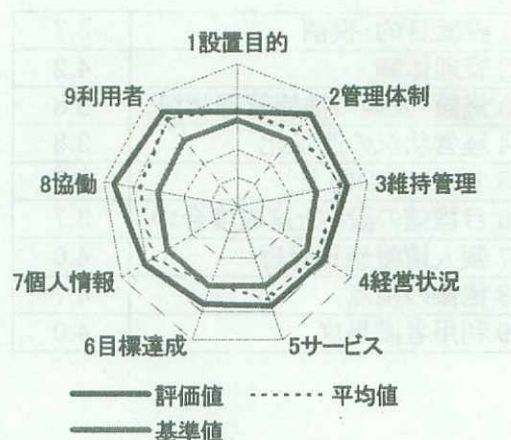 1設置目的
9利用者
2管理体制
8協働
3維持管理
7個人情報
4経営状況
6目標達成
5サービス
評価値
平均値
基準値